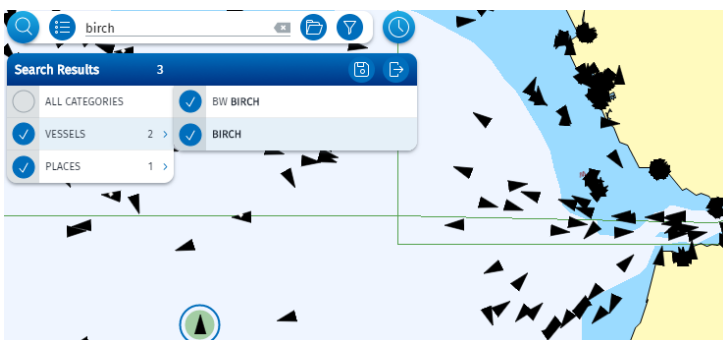 birch
Search Results 3
ALL CATEGORIES
BW BIRCH
VESSELS 2
BIRCH
PLACES 1